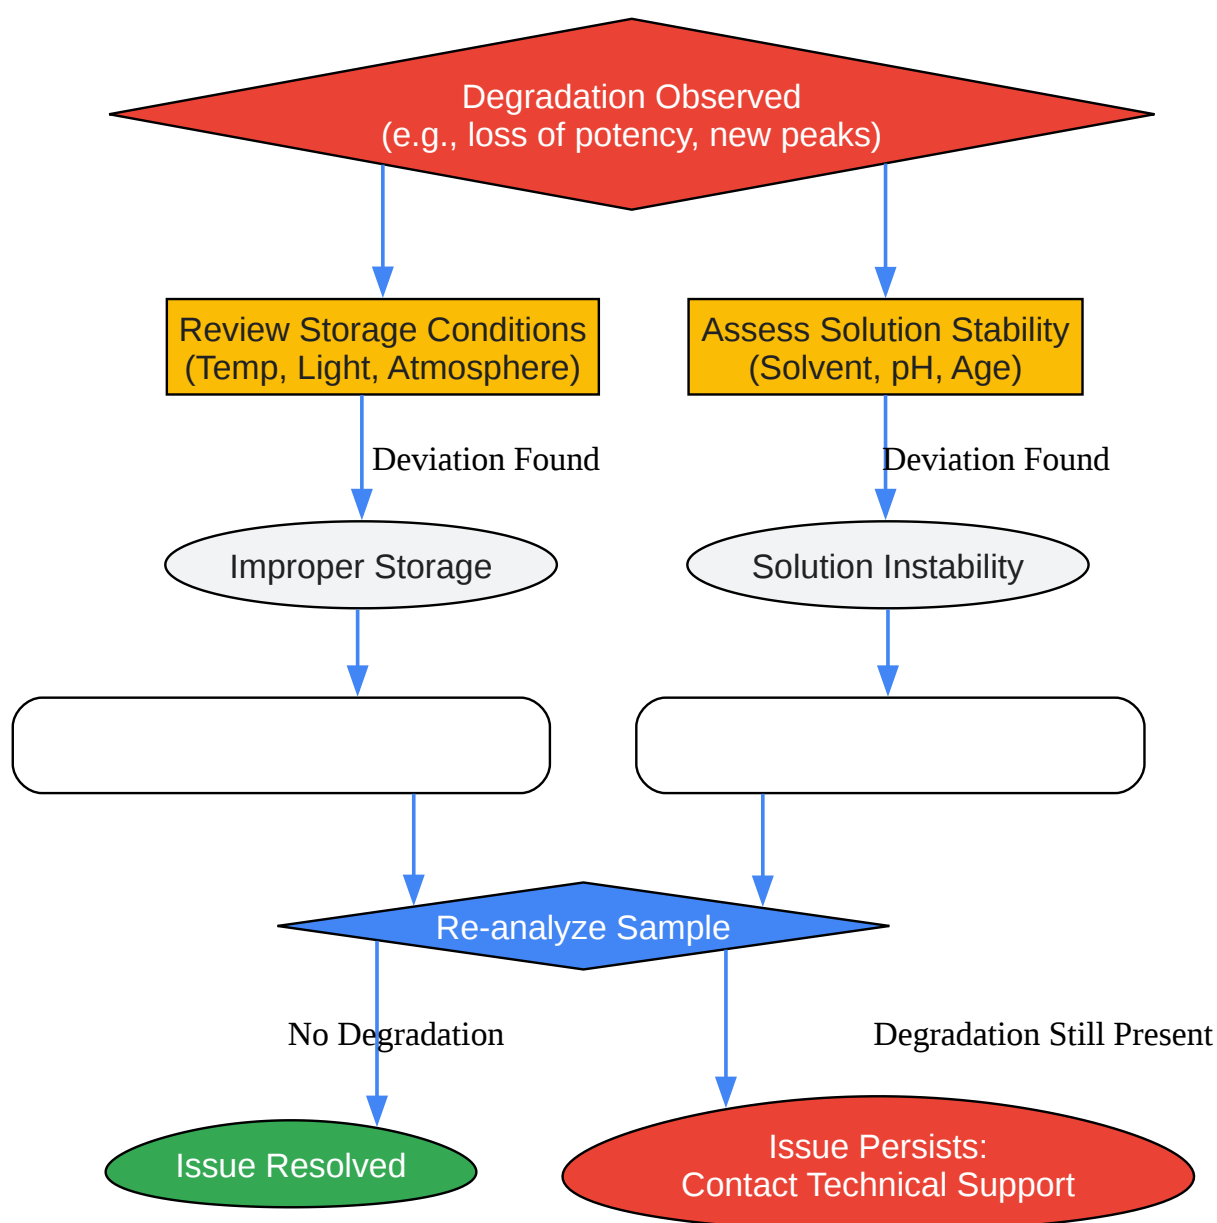 Degradation Observed
(e.g., loss of potency, new peaks)
Review Storage Conditions
(Temp, Light, Atmosphere)
Assess Solution Stability
(Solvent, pH, Age)
Deviation Found
Deviation Found
Improper Storage
Solution Instability
Re-analyze Sample
No Degradation
Degradation Still Present
Issue Resolved
Issue Persists:
Contact Technical Support